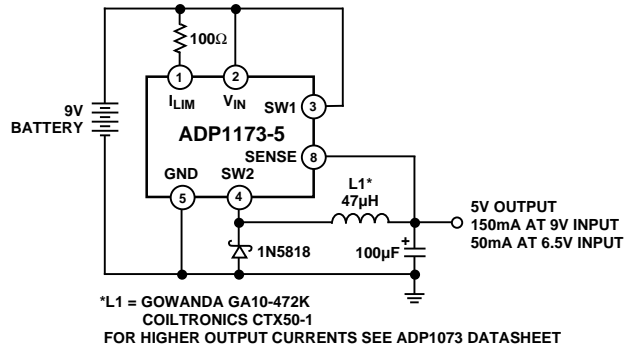 100Ω
1
2
I_LIM
V_IN
SW1
3
9V
BATTERY
ADP1173-5
SENSE
8
GND
SW2
5
4
L1*
47µH
5V OUTPUT
150mA AT 9V INPUT
50mA AT 6.5V INPUT
1N5818
100µF
+
*L1 = GOWANDA GA10-472K
COILTRONICS CTX50-1
FOR HIGHER OUTPUT CURRENTS SEE ADP1073 DATASHEET